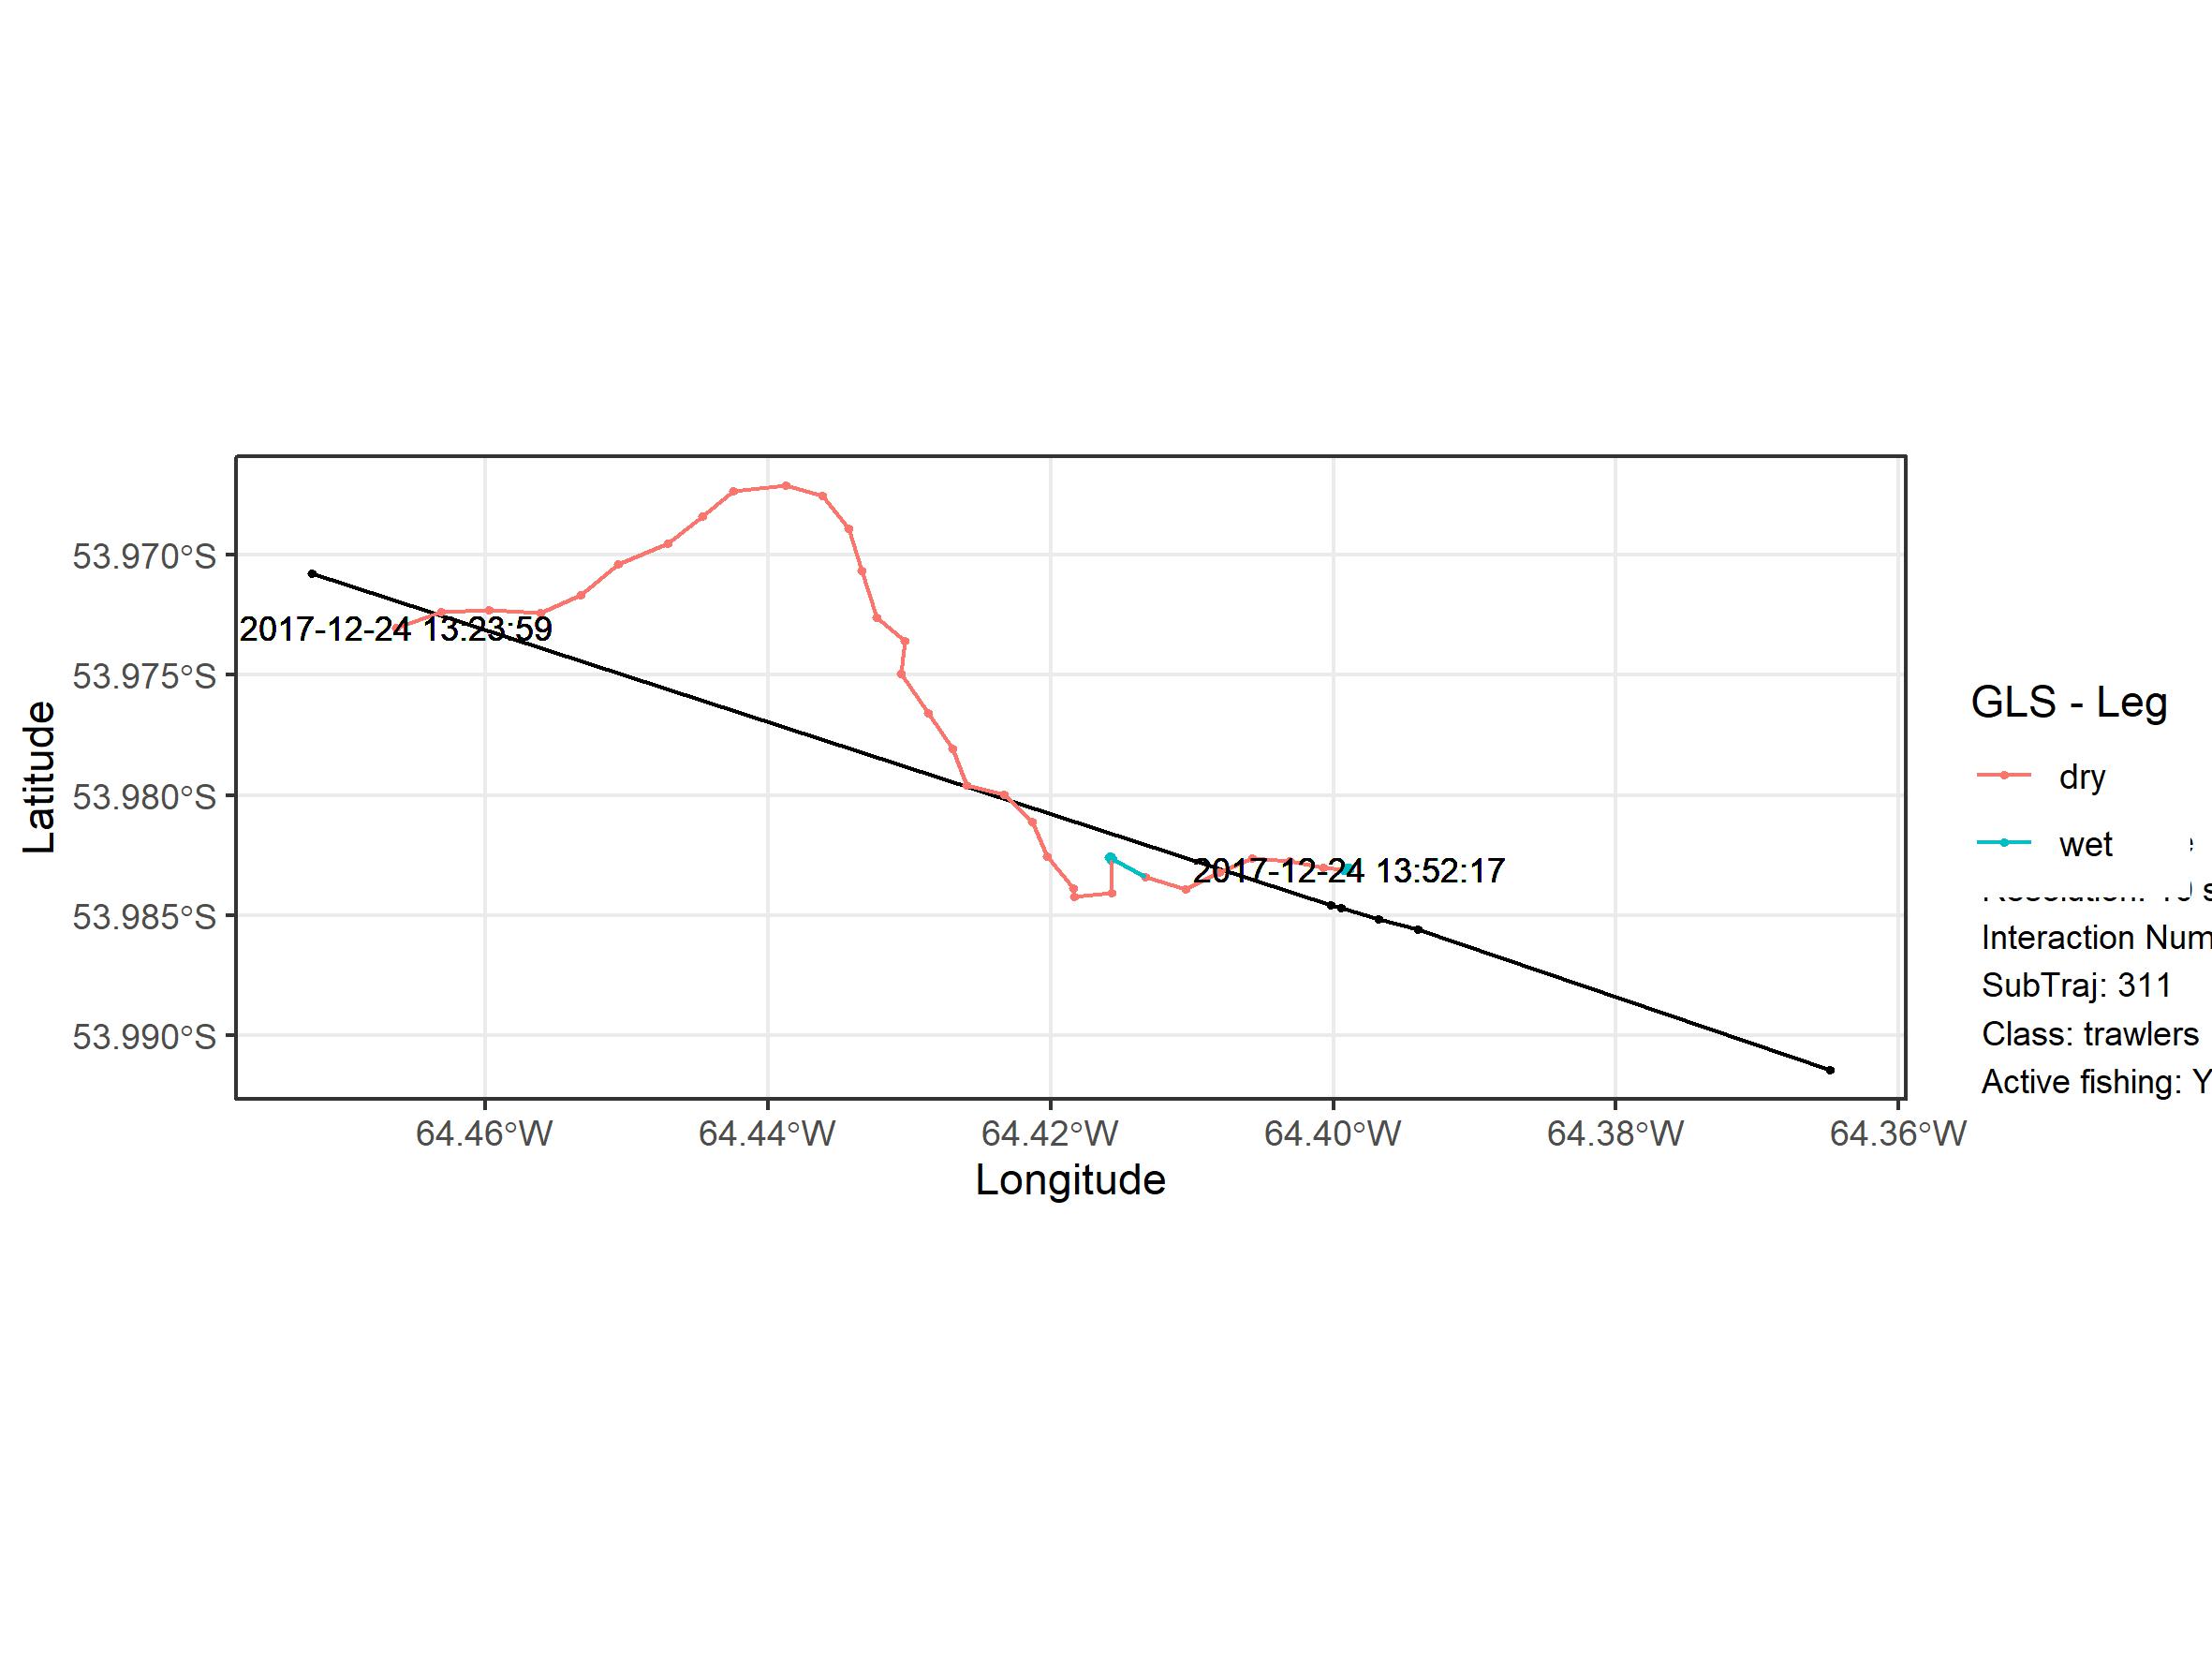 53.970°S
53.975°S
53.980°S
53.985°S
53.990°S
Latitude
2017-12-24 13:23:59
2017-12-24 13:52:17
64.46°W
64.44°W
64.42°W
64.40°W
64.38°W
64.36°W
Longitude
GLS - Leg
dry
wet
Interaction Num
SubTraj: 311
Class: trawlers
Active fishing: Y